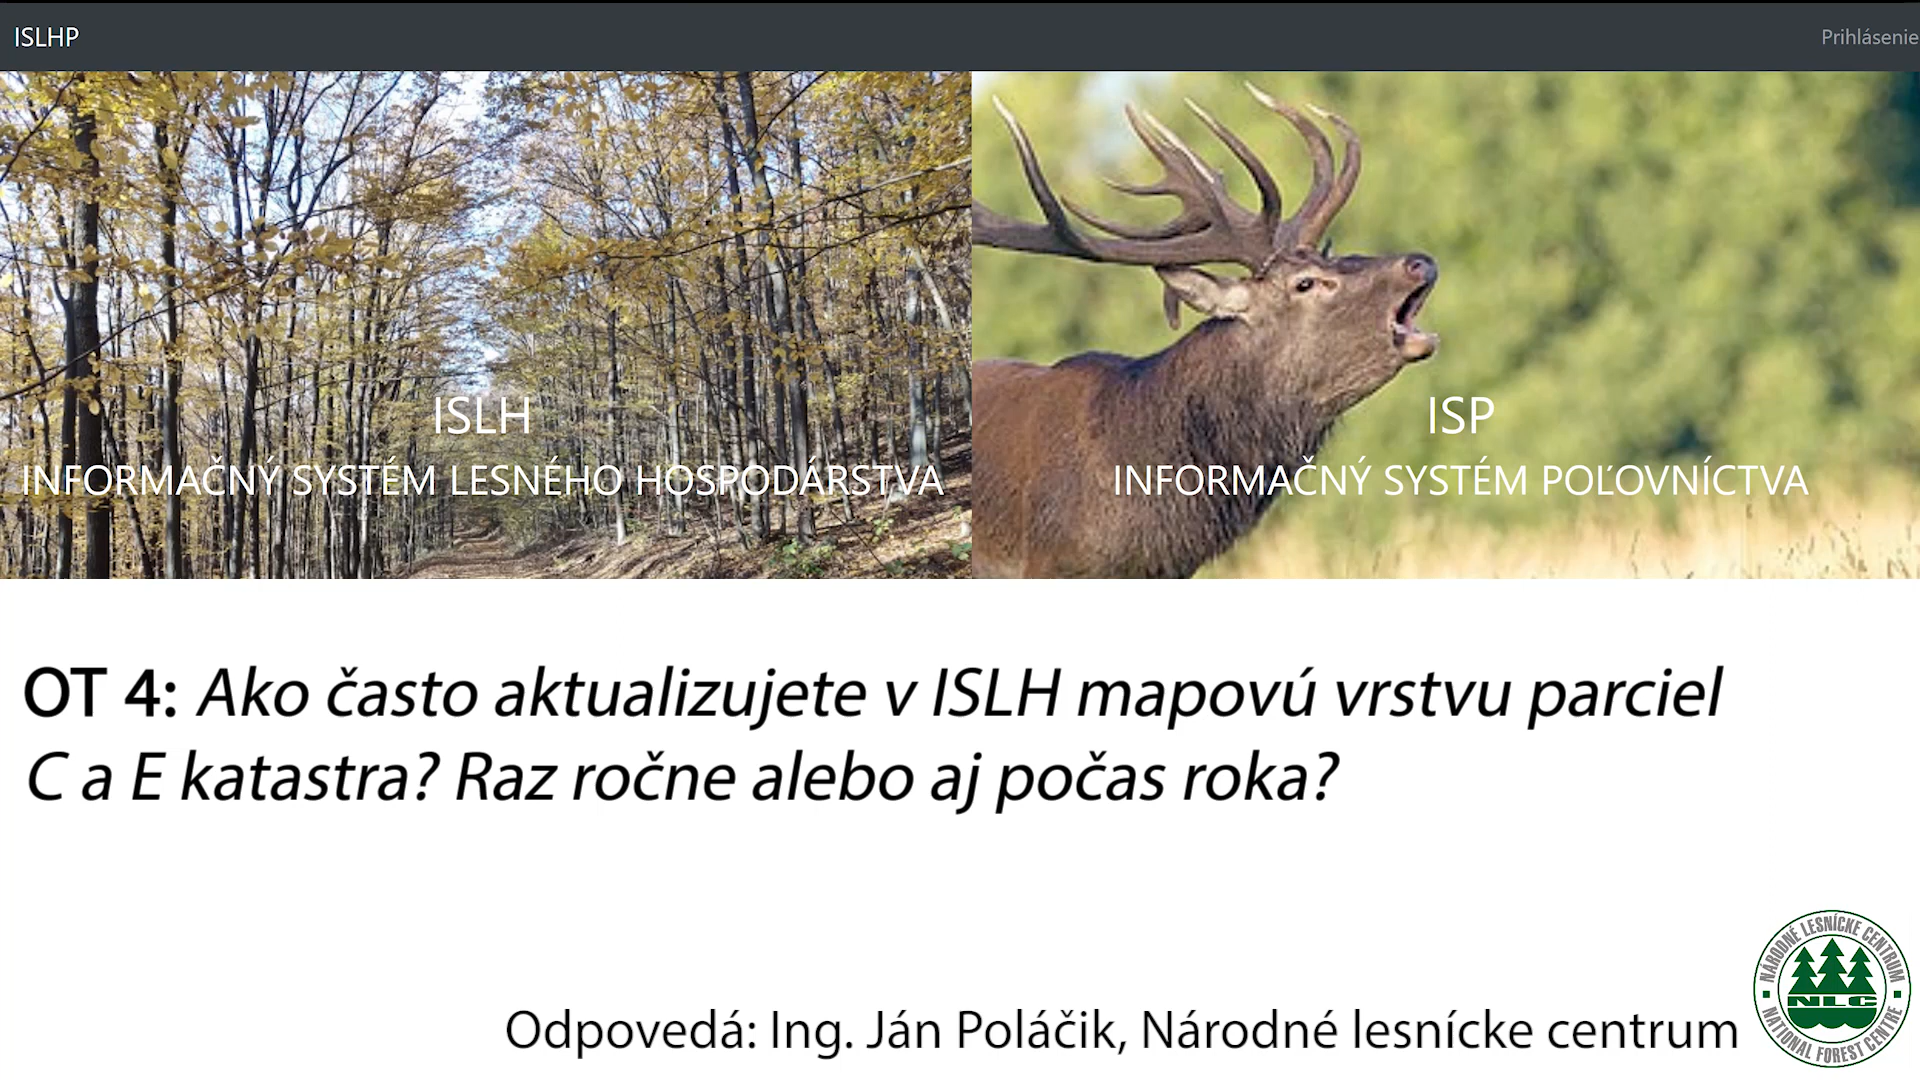 ISLHP
Prihlásenie
ISLH
INFORMAČNÝ SYSTÉM LESNÉHO HOSPODÁRSTVA
ISP
INFORMAČNÝ SYSTÉM POĽOVNÍCTVA
OT 4: Ako často aktualizujete v ISLH mapovú vrstvu parciel
C a E katastra? Raz ročne alebo aj počas roka?
Odpovedá: Ing. Ján Poláčik, Národné lesnícke centrum
NÁRODNÉ LESNÍCKE CENTRUM
NLC
NATIONAL FOREST CENTRE